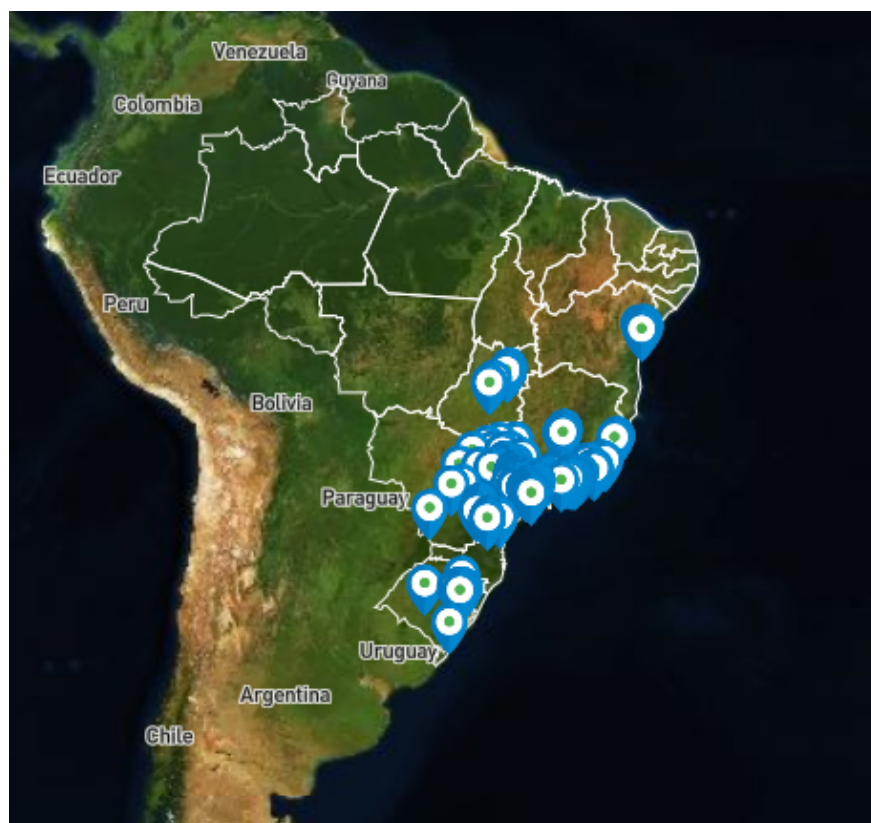 Venezuela
Guyana
Colombia
Ecuador
Peru
Bolivia
Paraguay
Uruguay
Argentina
Chile